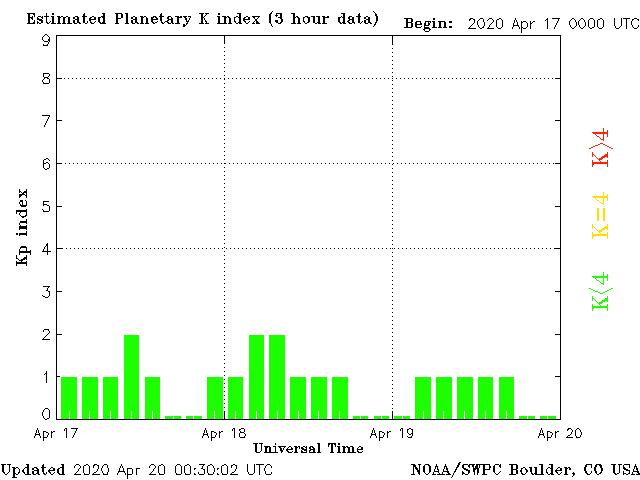 Estimated Planetary K index (3 hour data) Begin: 2020 Apr 17 0000 UTC
9
8
7
6
5
4
3
2
1
0
Kp index
K>4
K=4
K<4
Apr 17 Apr 18 Apr 19 Apr 20
Universal Time
Updated 2020 Apr 20 00:30:02 UTC NOAA/SWPC Boulder, CO USA